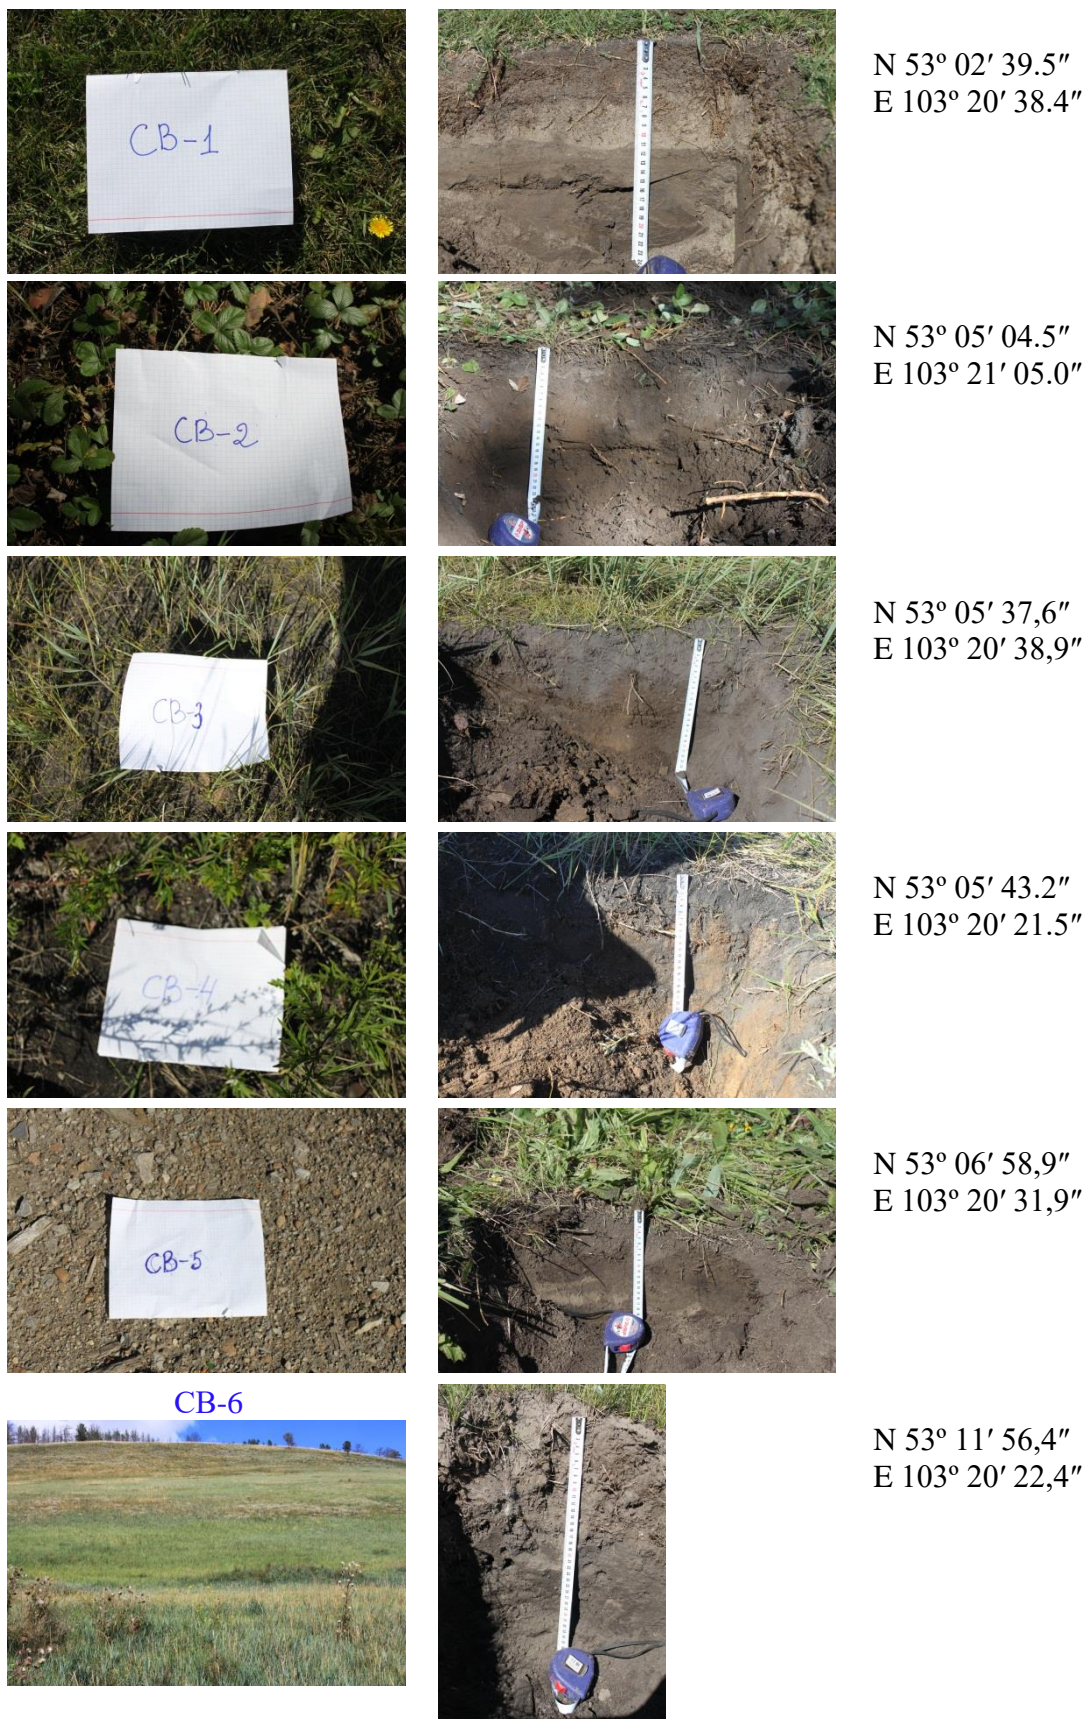 CB-1
N 53º 02′ 39.5″
E 103º 20′ 38.4″
CB-2
N 53º 05′ 04.5″
E 103º 21′ 05.0″
CB-3
N 53º 05′ 37,6″
E 103º 20′ 38,9″
CB-4
N 53º 05′ 43.2″
E 103º 20′ 21.5″
CB-5
N 53º 06′ 58,9″
E 103º 20′ 31,9″
CB-6
N 53º 11′ 56,4″
E 103º 20′ 22,4″